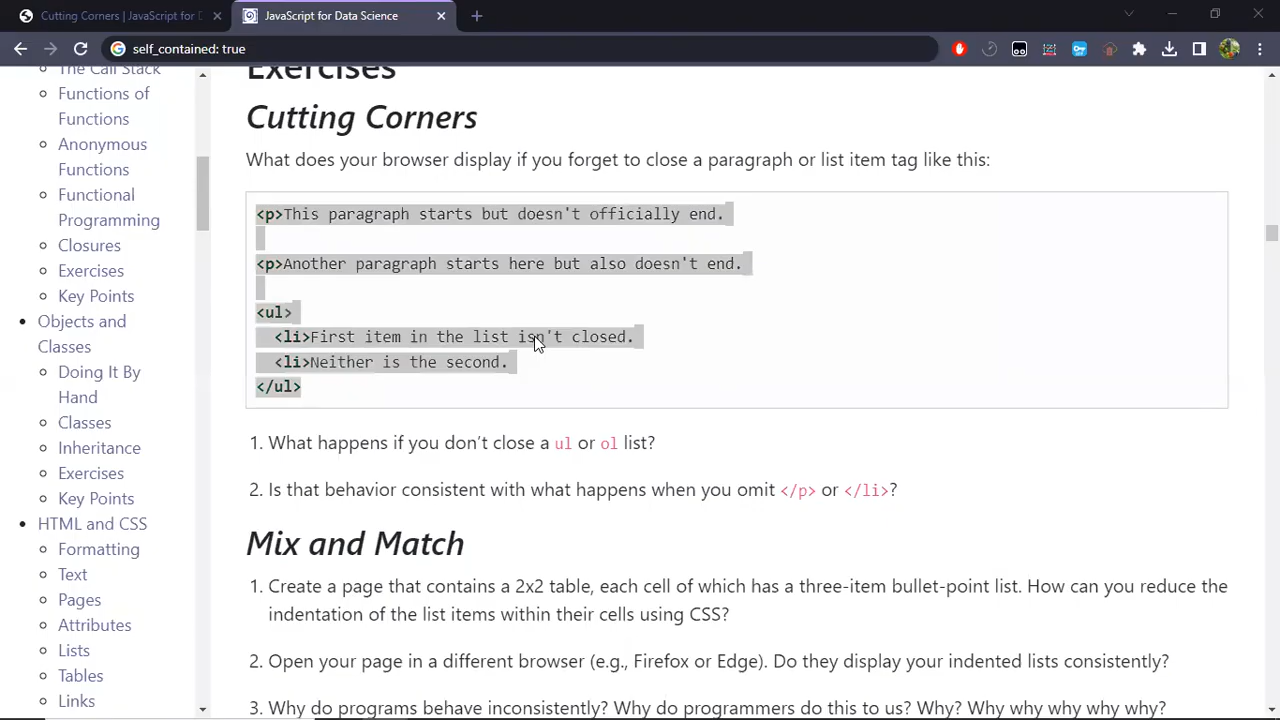 Cutting Corners | JavaScript for D
JavaScript for Data Science
self_contained: true
The Call Stack
Functions of
Functions
Anonymous
Functions
Functional
Programming
Closures
Exercises
Key Points
Objects and
Classes
Doing It By
Hand
Classes
Inheritance
Exercises
Key Points
HTML and CSS
Formatting
Text
Pages
Attributes
Lists
Tables
Links
Exercises
Cutting Corners
What does your browser display if you forget to close a paragraph or list item tag like this:
<p>This paragraph starts but doesn't officially end.
<p>Another paragraph starts here but also doesn't end.
<ul>
<li>First item in the list isn't closed.
<li>Neither is the second.
</ul>
1. What happens if you don’t close a ul or ol list?
2. Is that behavior consistent with what happens when you omit </p> or </li>?
Mix and Match
1. Create a page that contains a 2x2 table, each cell of which has a three-item bullet-point list. How can you reduce the
indentation of the list items within their cells using CSS?
2. Open your page in a different browser (e.g., Firefox or Edge). Do they display your indented lists consistently?
3. Why do programs behave inconsistently? Why do programmers do this to us? Why? Why why why why why?